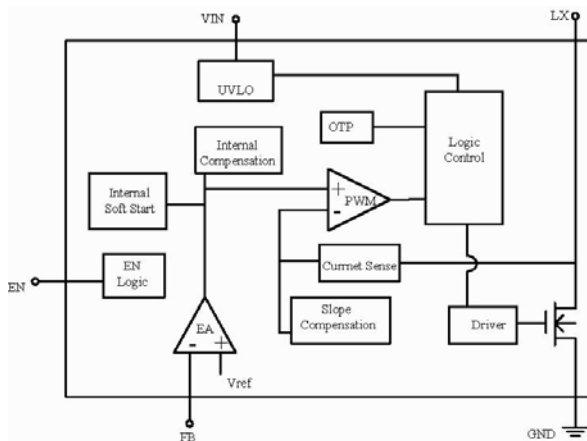 VIN
LX
UVLO
OTP
Internal
Compensation
Logic
Control
Internal
Soft Start
+
PWM
-
EN
Logic
Currnet Sense
EN
Slope
Compensation
Driver
EA
-
+
Vref
FB
GND